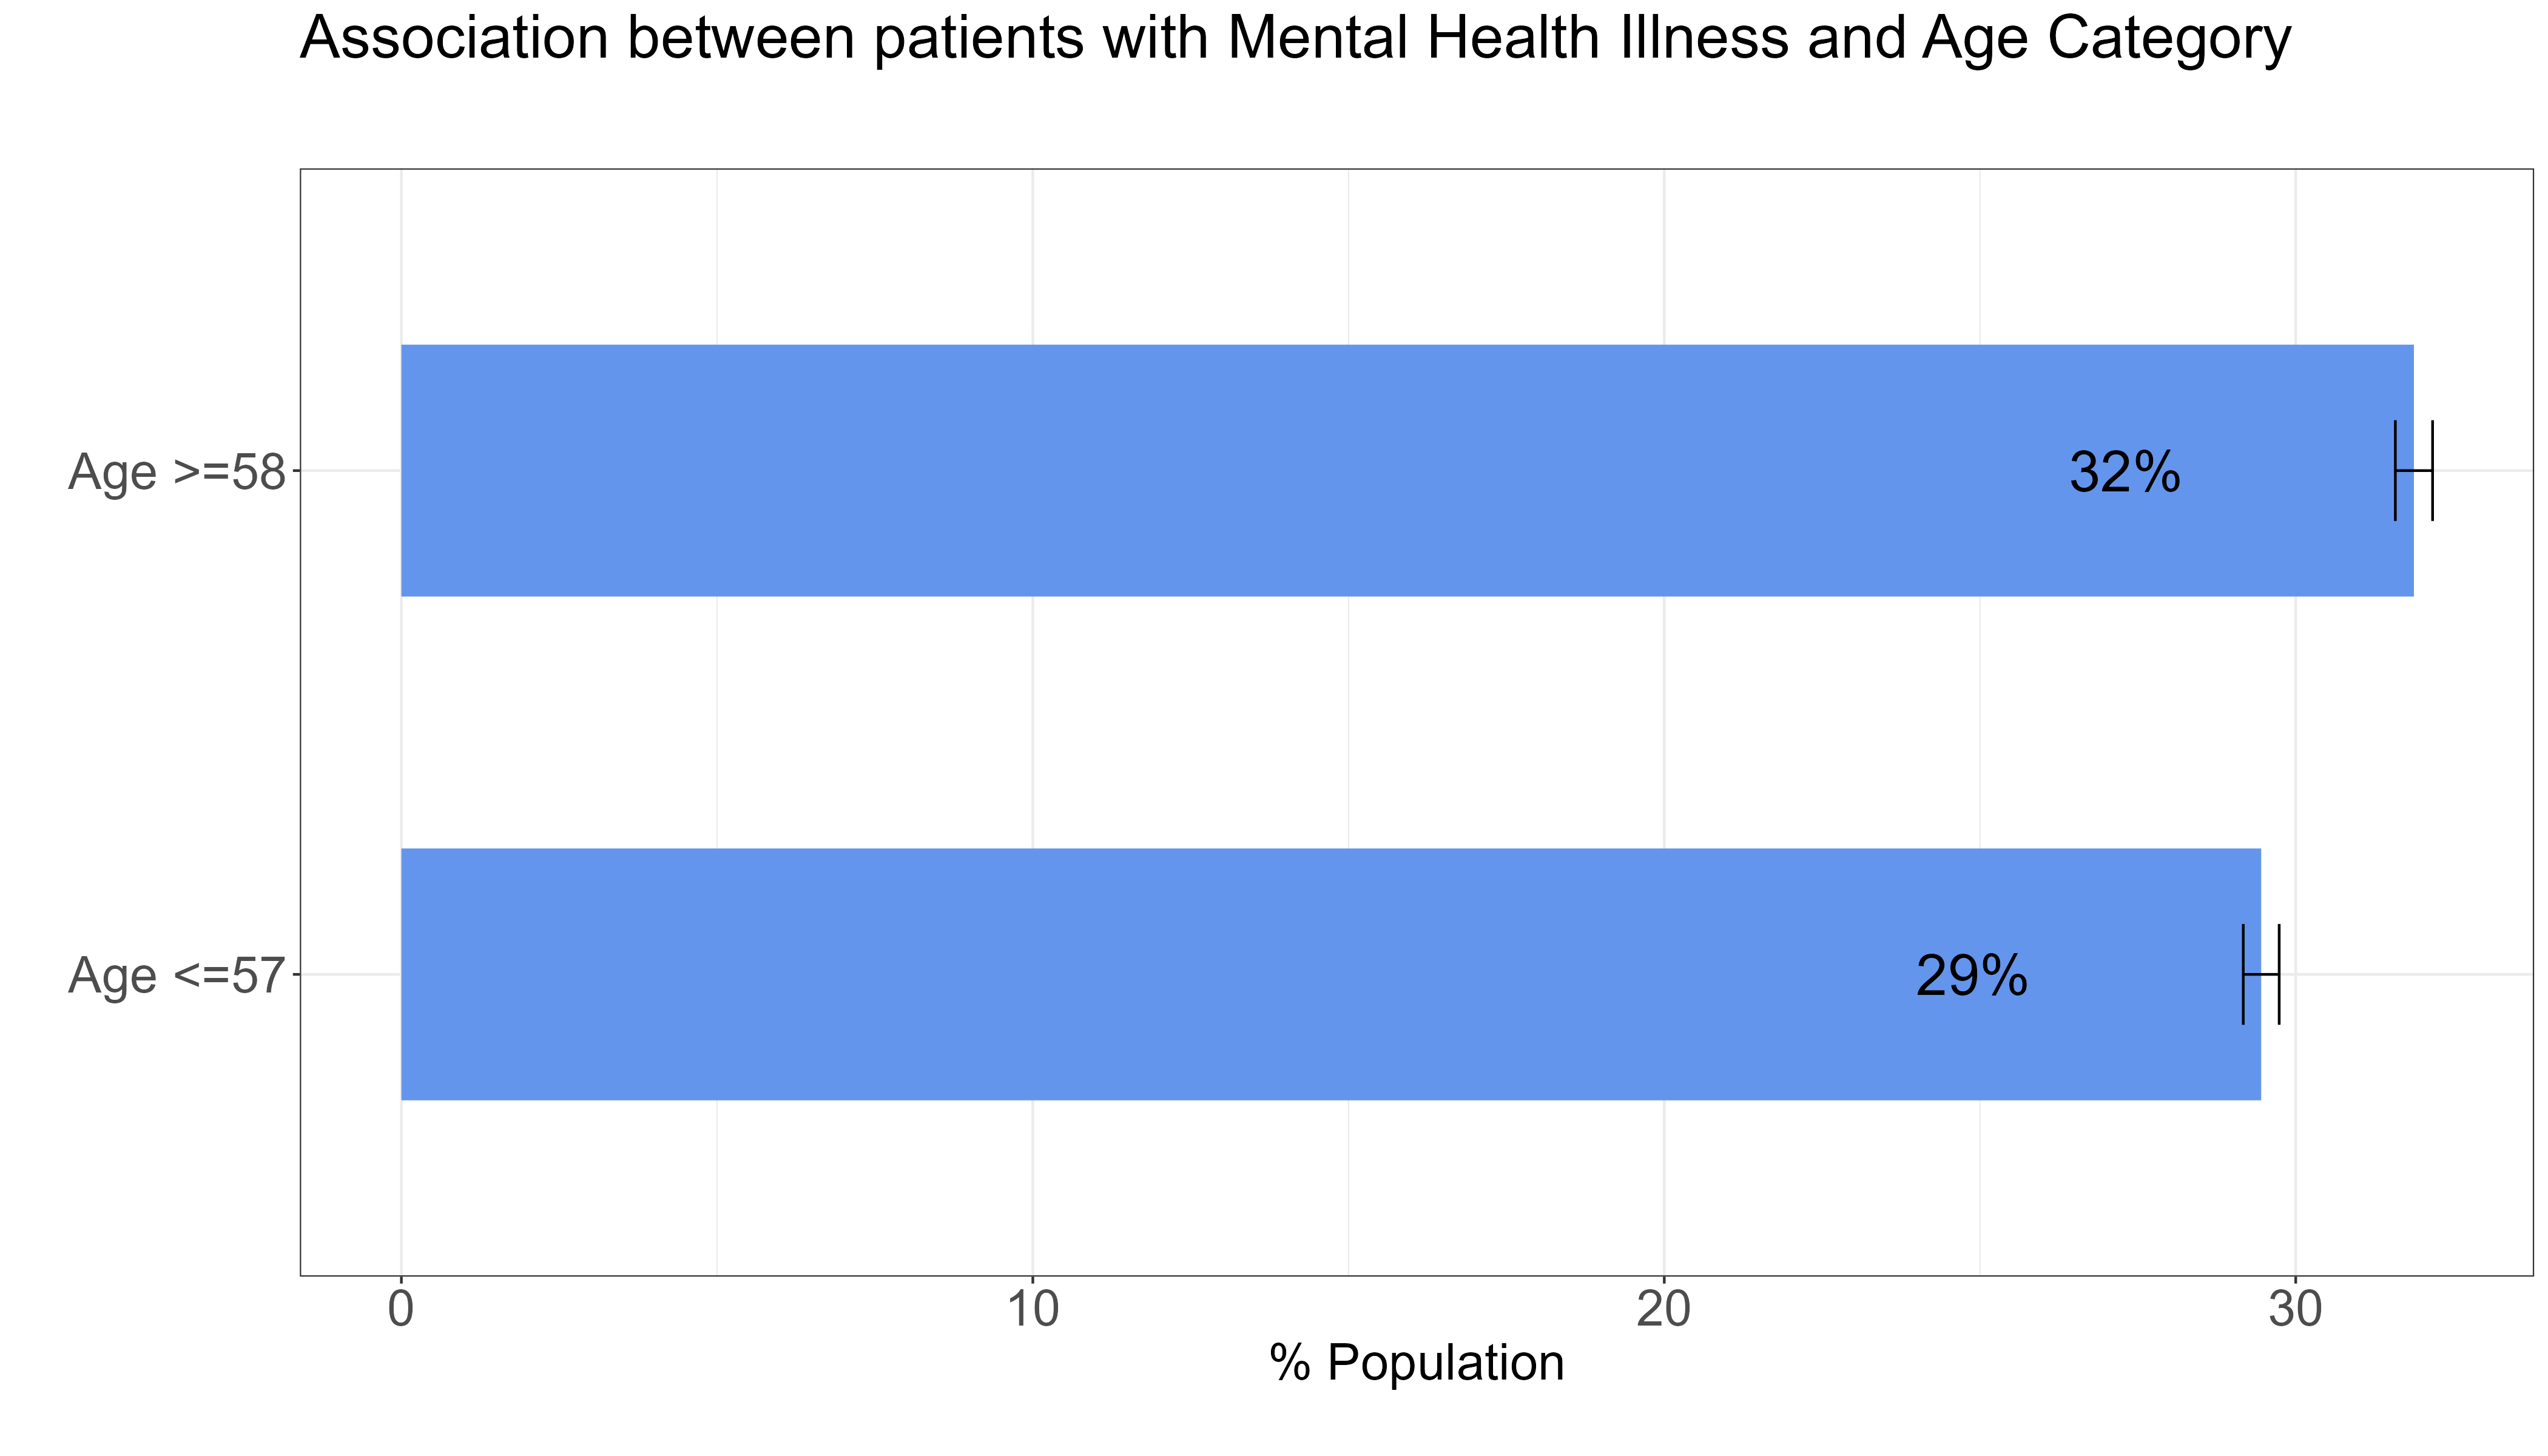 Association between patients with Mental Health Illness and Age Category
Age >=58
32%
Age <=57
29%
0 10 20 30
% Population